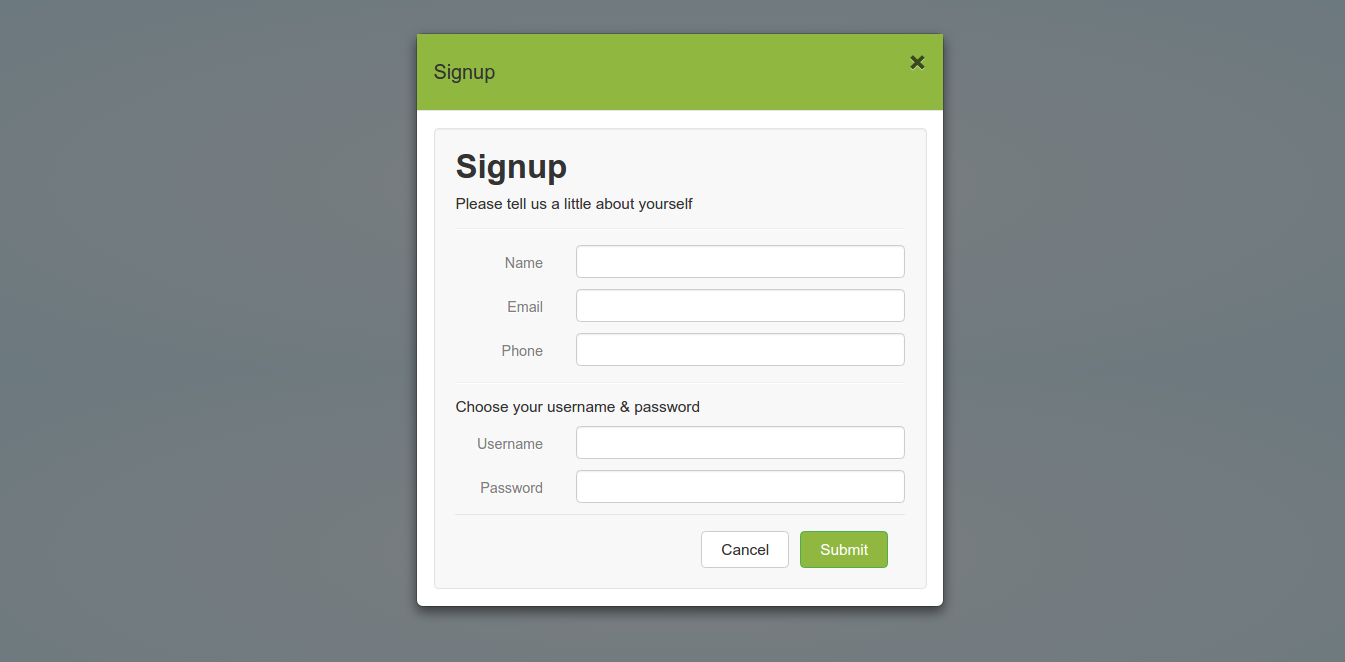 Signup
Signup
Please tell us a little about yourself
Name
Email
Phone
Choose your username & password
Username
Password
Cancel Submit